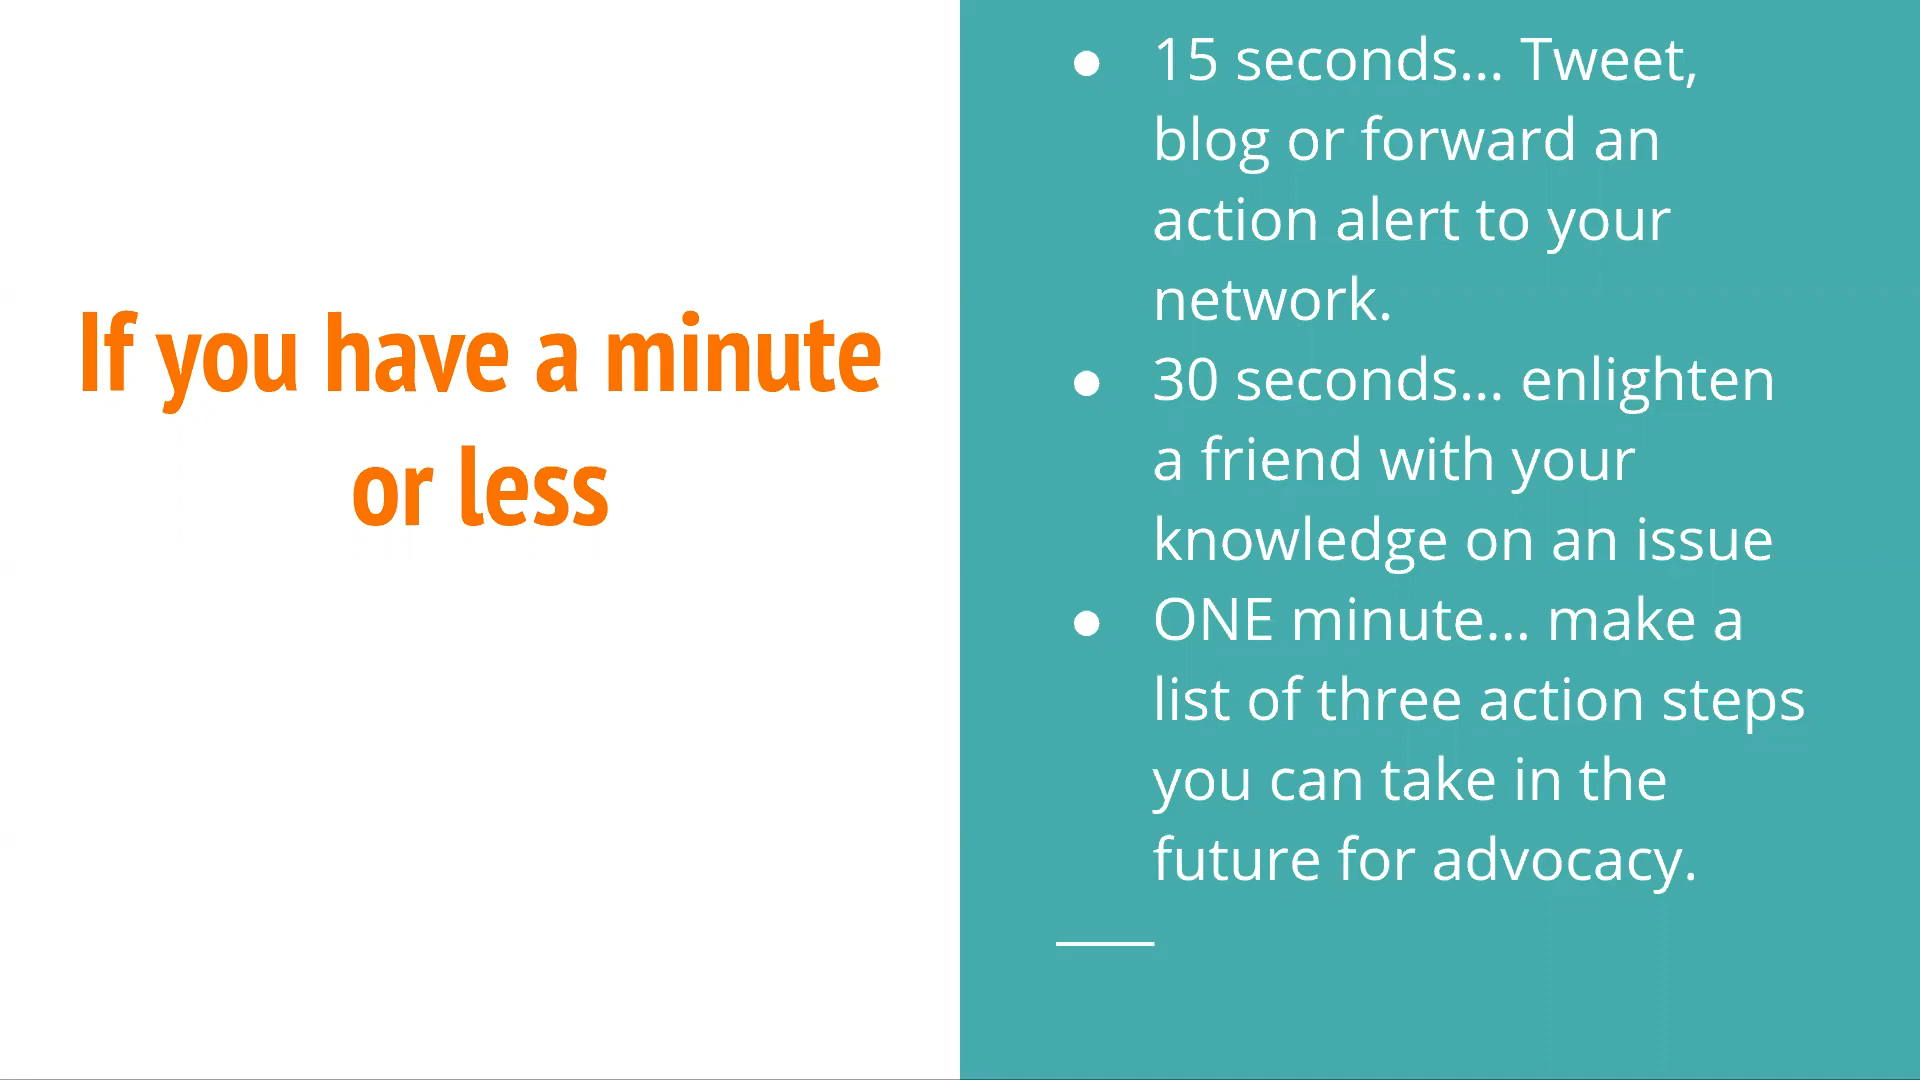 If you have a minute
or less
● 15 seconds... Tweet,
blog or forward an
action alert to your
network.
● 30 seconds... enlighten
a friend with your
knowledge on an issue
● ONE minute... make a
list of three action steps
you can take in the
future for advocacy.